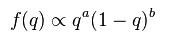 f(q) ∝ q^a(1 − q)^b